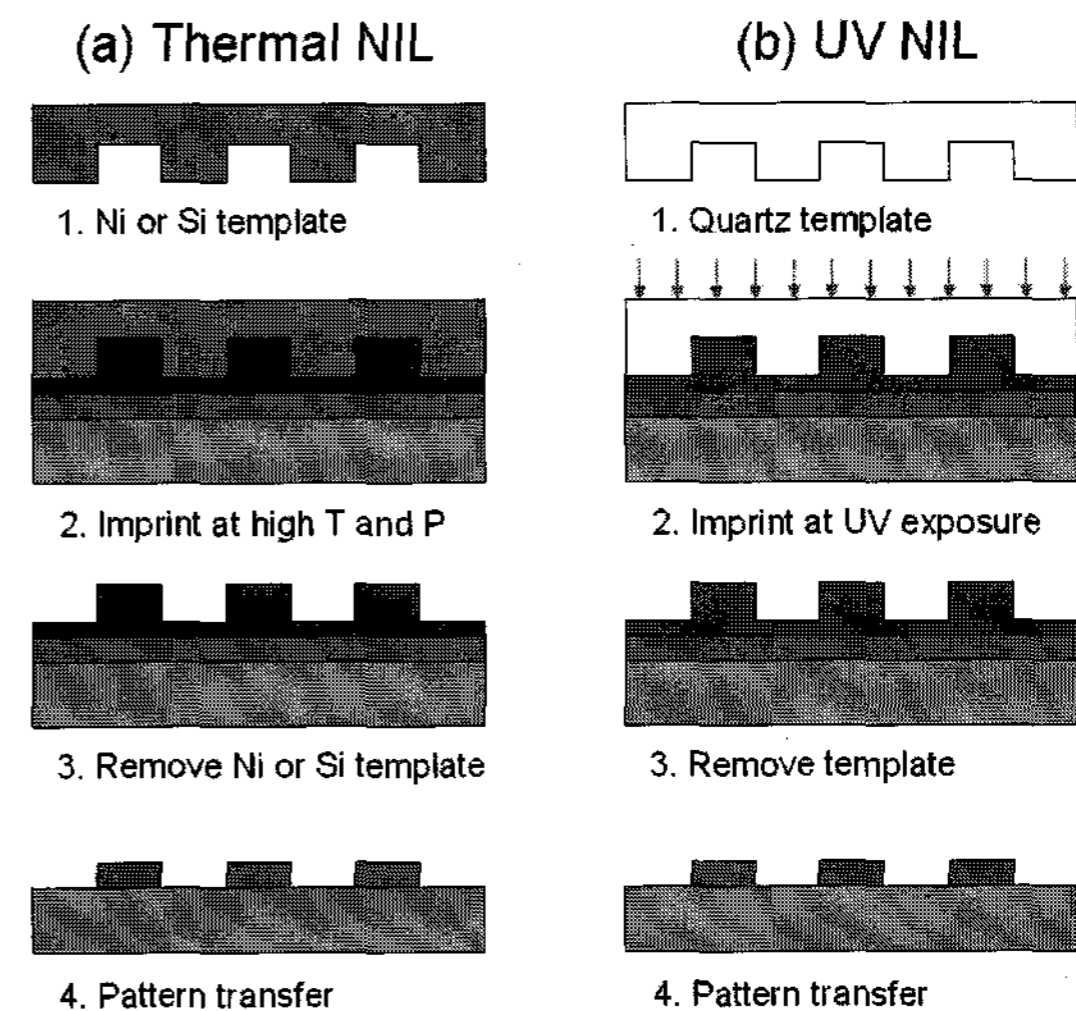 (a) Thermal NIL
1. Ni or Si template
2. Imprint at high T and P
3. Remove Ni or Si template
4. Pattern transfer
(b) UV NIL
1. Quartz template
2. Imprint at UV exposure
3. Remove template
4. Pattern transfer